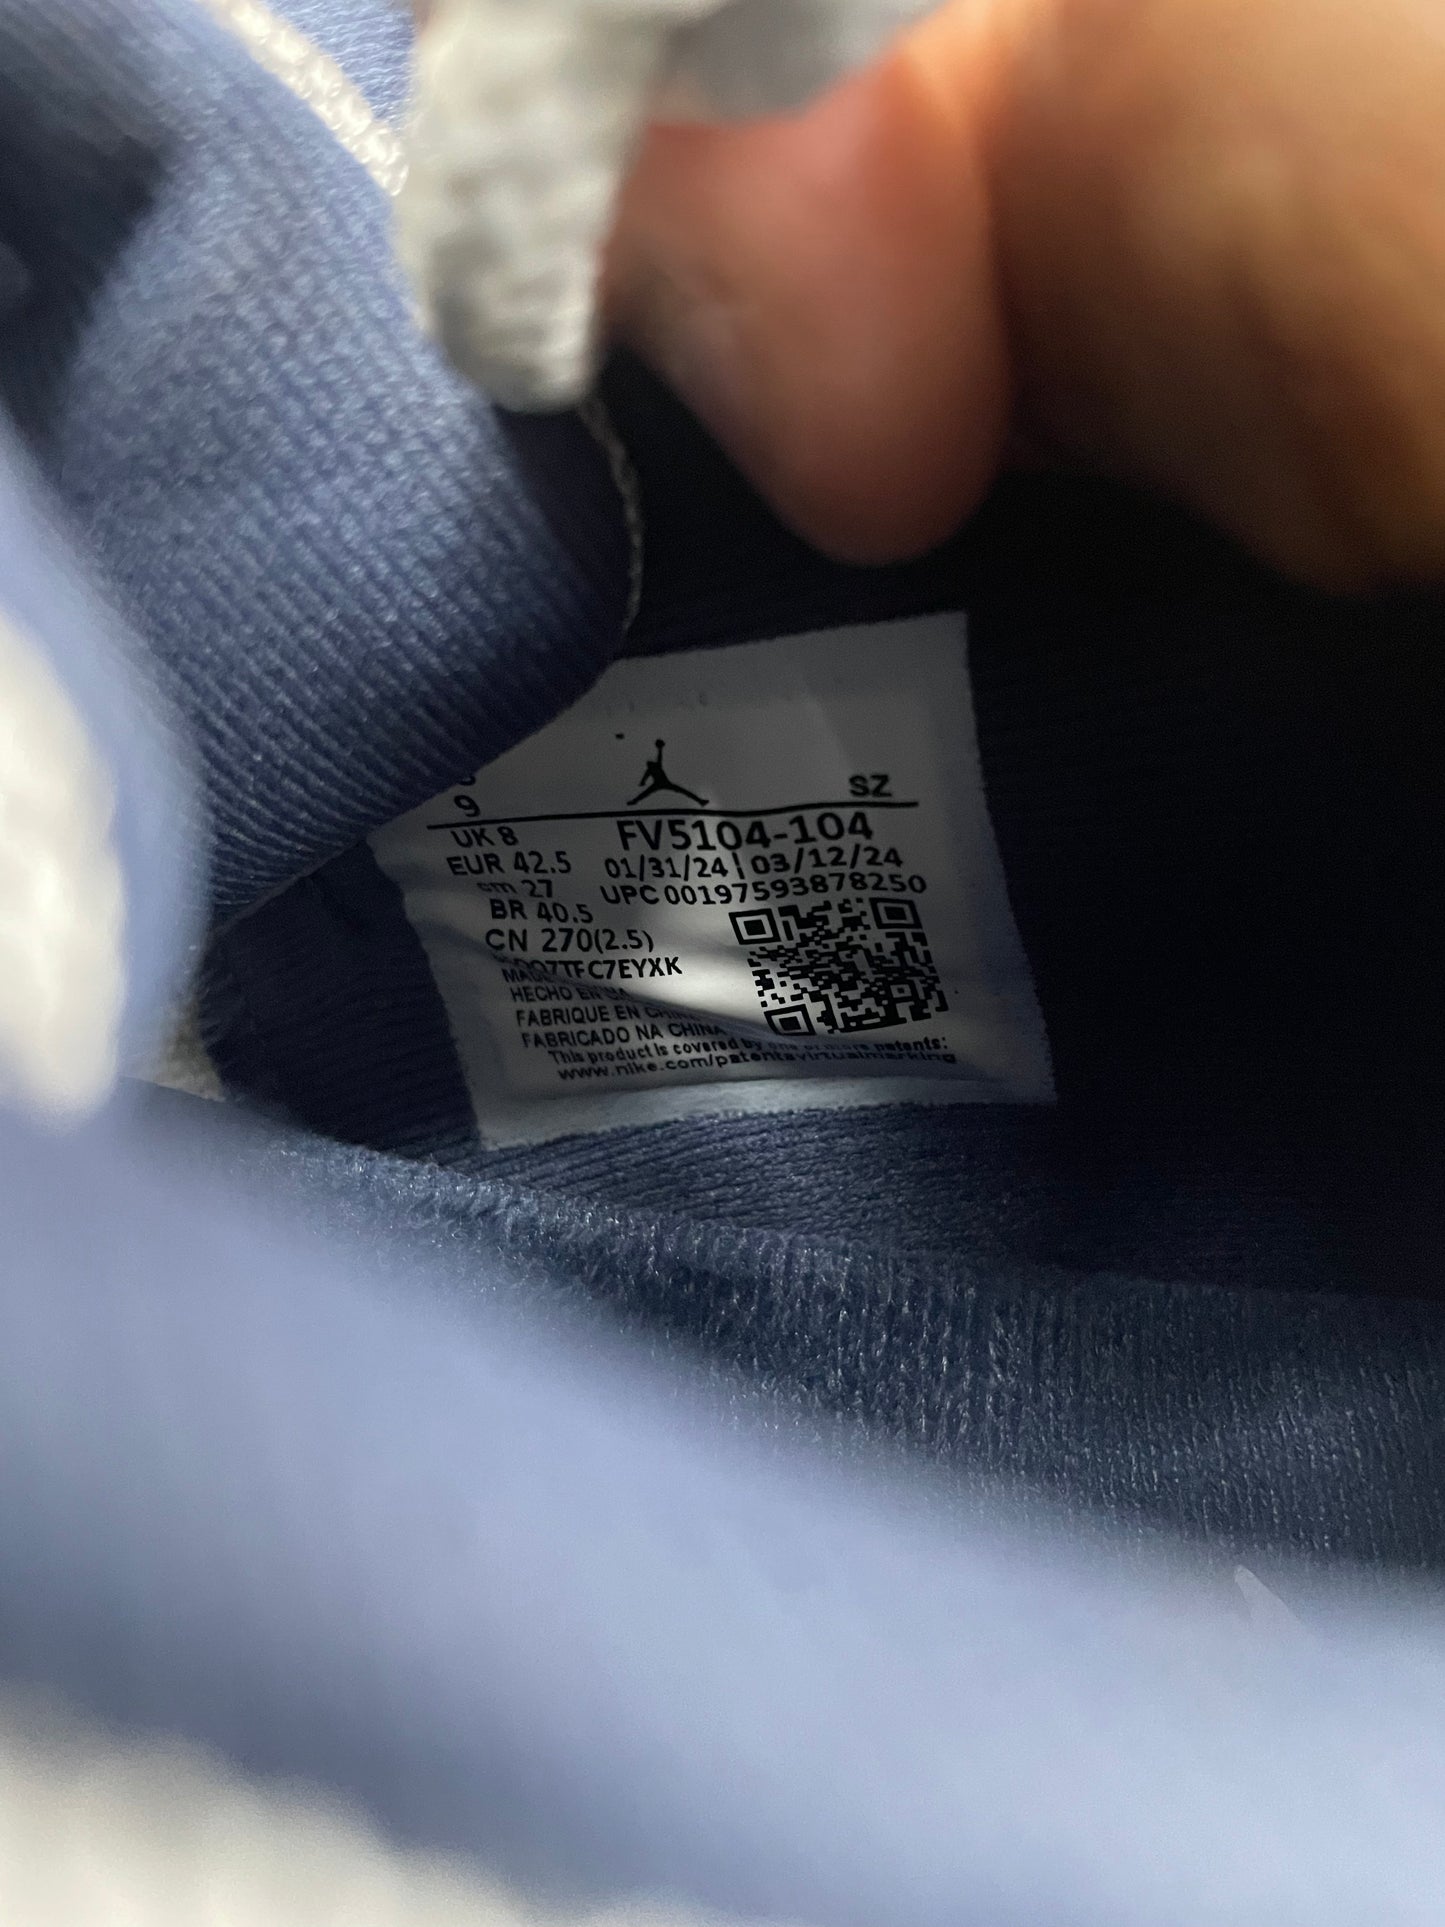 SZ
9
UK 8
FV5104-104
EUR 42.5
01/31/24 | 03/12/24
cm 27
UPC 00197593878250
BR 40.5
CN 270(2.5)
C7EYXK
MADE
HECHO EN
FABRIQUE EN CHINE
FABRICADO NA CHINA
This product is covered by one or more patents:
www.nike.com/patentsvirtualmarking